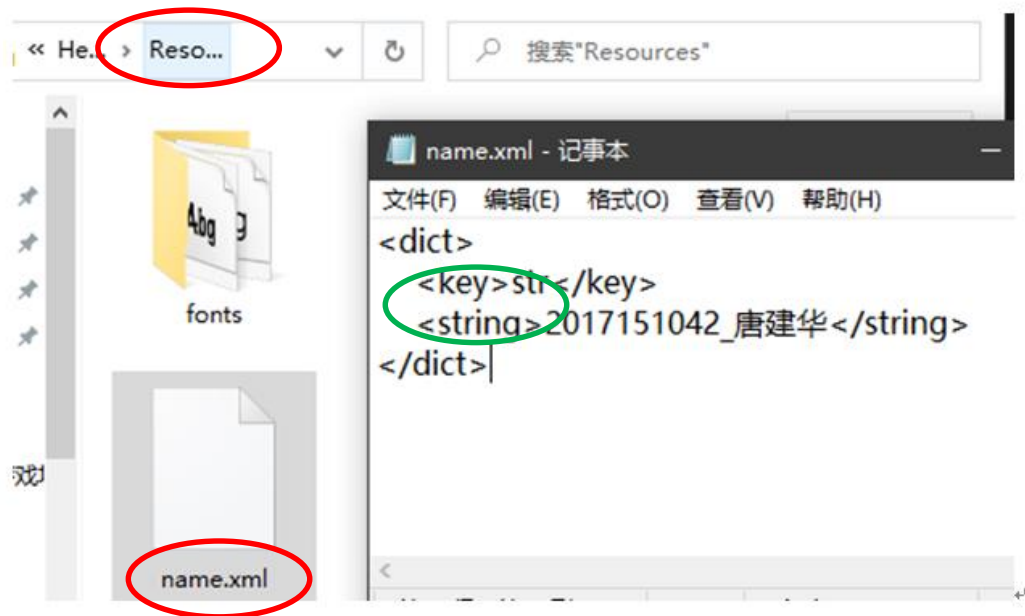 « He... › Reso...
搜索"Resources"
name.xml - 记事本
文件(F) 编辑(E) 格式(O) 查看(V) 帮助(H)
<dict>
<key>str</key>
<string>2017151042_唐建华</string>
</dict>
fonts
name.xml